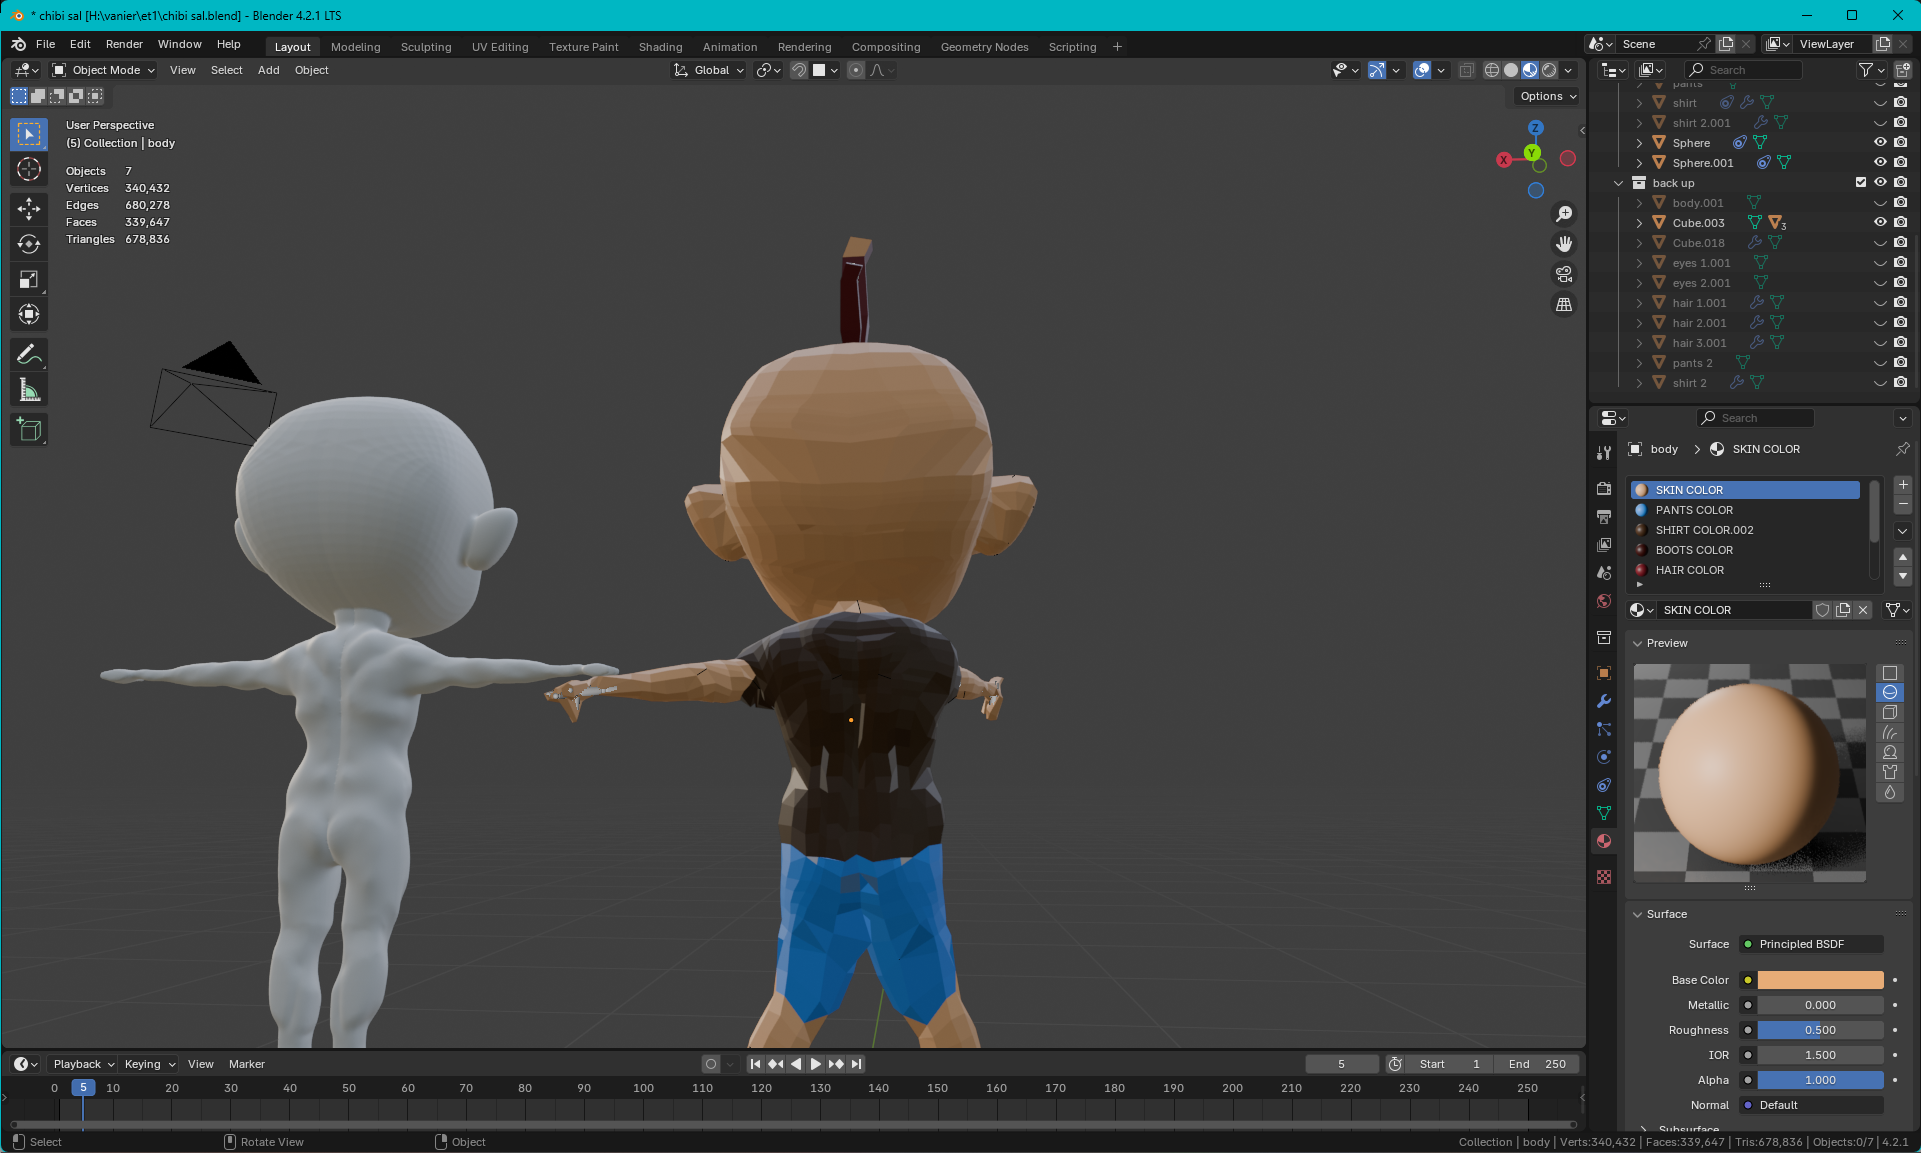 * chibi sal [H:\vanier\et1\chibi sal.blend] - Blender 4.2.1 LTS
File Edit Render Window Help Layout Modeling Sculpting UV Editing Texture Paint Shading Animation Rendering Compositing Geometry Nodes Scripting + Scene ViewLayer
Object Mode View Select Add Object Global Search
Options
User Perspective
(5) Collection | body
Objects 7
Vertices 340,432
Edges 680,278
Faces 339,647
Triangles 678,836
Z
Y
X
pants
shirt
shirt 2.001
Sphere
Sphere.001
back up
body.001
Cube.003 3
Cube.018
eyes 1.001
eyes 2.001
hair 1.001
hair 2.001
hair 3.001
pants 2
shirt 2
Search
body > SKIN COLOR
SKIN COLOR
PANTS COLOR
SHIRT COLOR.002
BOOTS COLOR
HAIR COLOR
SKIN COLOR
Preview
Surface
Surface Principled BSDF
Base Color
Metallic 0.000
Roughness 0.500
IOR 1.500
Alpha 1.000
Normal Default
Subsurface
Playback Keying View Marker 5 Start 1 End 250
0 5 10 20 30 40 50 60 70 80 90 100 110 120 130 140 150 160 170 180 190 200 210 220 230 240 250
Select Rotate View Object Collection | body | Verts:340,432 | Faces:339,647 | Tris:678,836 | Objects:0/7 | 4.2.1